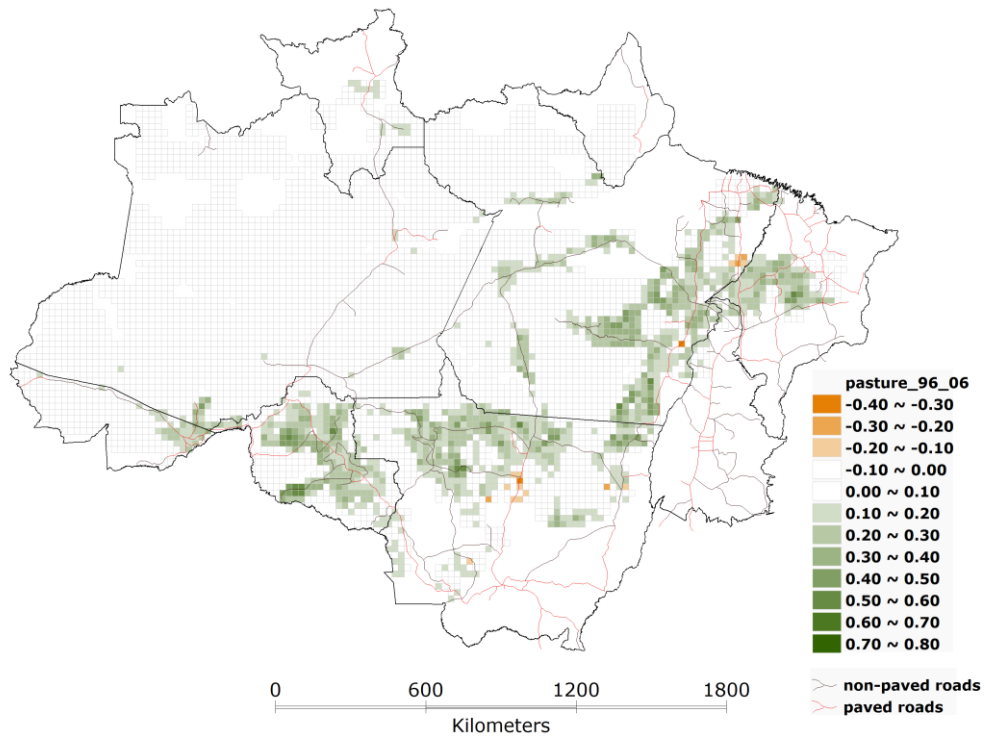 pasture_96_06
-0.40 ~ -0.30
-0.30 ~ -0.20
-0.20 ~ -0.10
-0.10 ~ 0.00
0.00 ~ 0.10
0.10 ~ 0.20
0.20 ~ 0.30
0.30 ~ 0.40
0.40 ~ 0.50
0.50 ~ 0.60
0.60 ~ 0.70
0.70 ~ 0.80
non-paved roads
paved roads
0 600 1200 1800
Kilometers